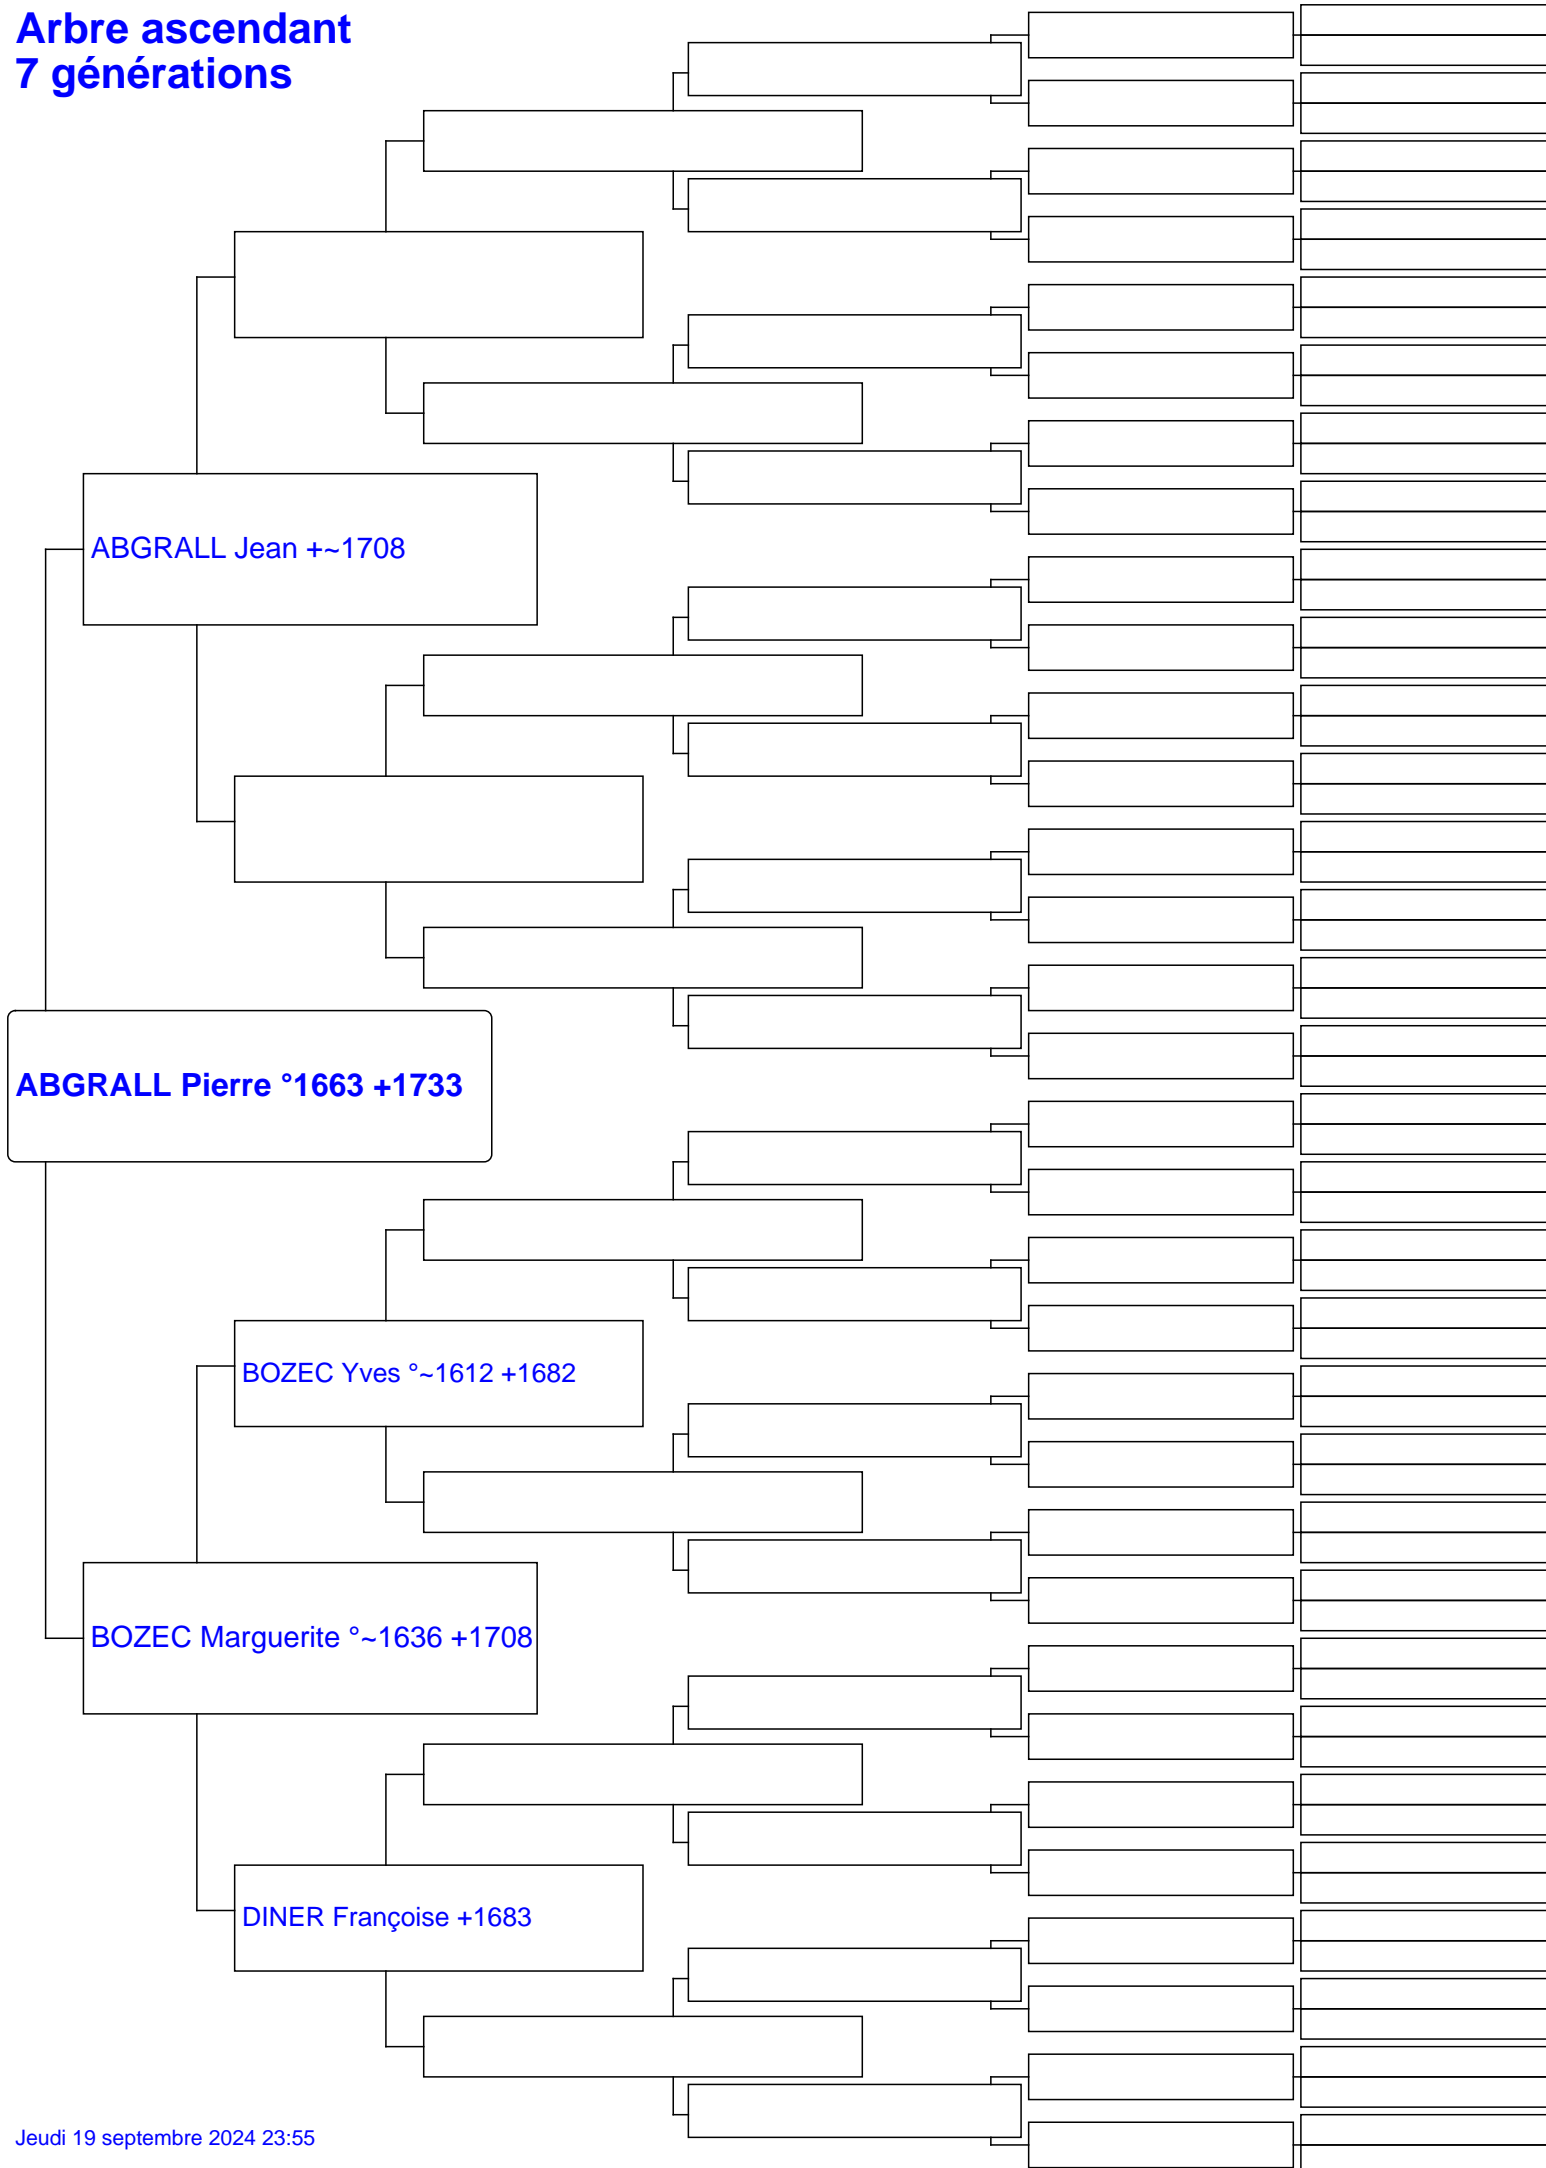 Arbre ascendant
7 générations
ABGRALL Jean +~1708
ABGRALL Pierre °1663 +1733
BOZEC Yves °~1612 +1682
BOZEC Marguerite °~1636 +1708
DINER Françoise +1683
Jeudi 19 septembre 2024 23:55